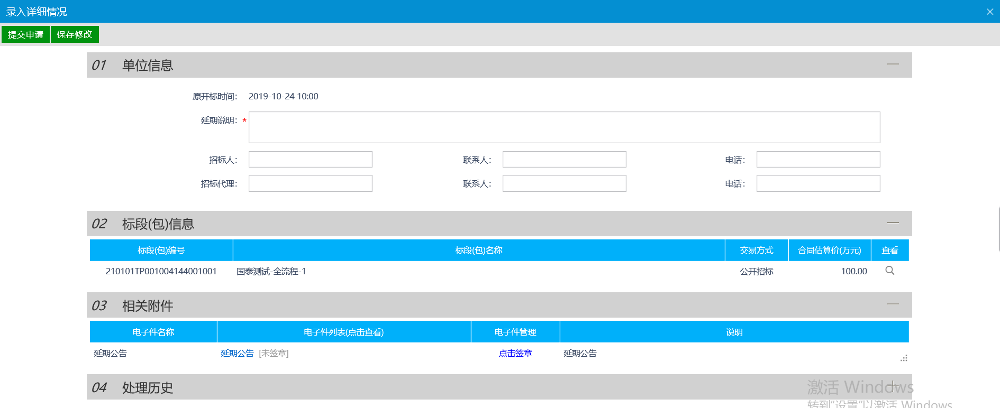 录入详细情况
提交申请 保存修改
01 单位信息
原开标时间： 2019-10-24 10:00
延期说明：*
招标人： 联系人： 电话：
招标代理： 联系人： 电话：
02 标段(包)信息
标段(包)编号 标段(包)名称 交易方式 合同估算价(万元) 查看
210101TP001004144001001 国泰测试-全流程-1 公开招标 100.00
03 相关附件
电子件名称 电子件列表(点击查看) 电子件管理 说明
延期公告 延期公告 [未签章] 点击签章 延期公告
04 处理历史
激活 Windows
转到"设置"以激活 Windows